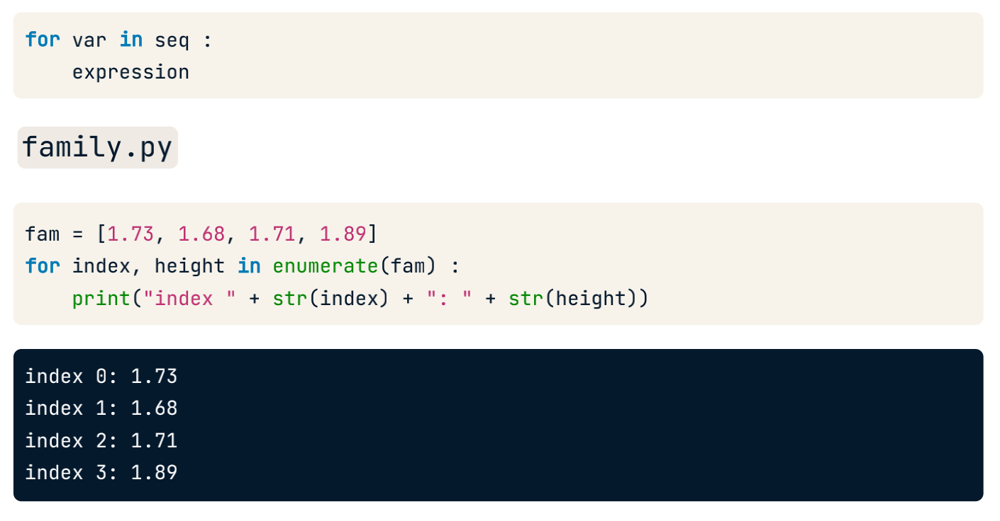 for var in seq :
    expression
family.py
fam = [1.73, 1.68, 1.71, 1.89]
for index, height in enumerate(fam) :
    print("index " + str(index) + ": " + str(height))
index 0: 1.73
index 1: 1.68
index 2: 1.71
index 3: 1.89